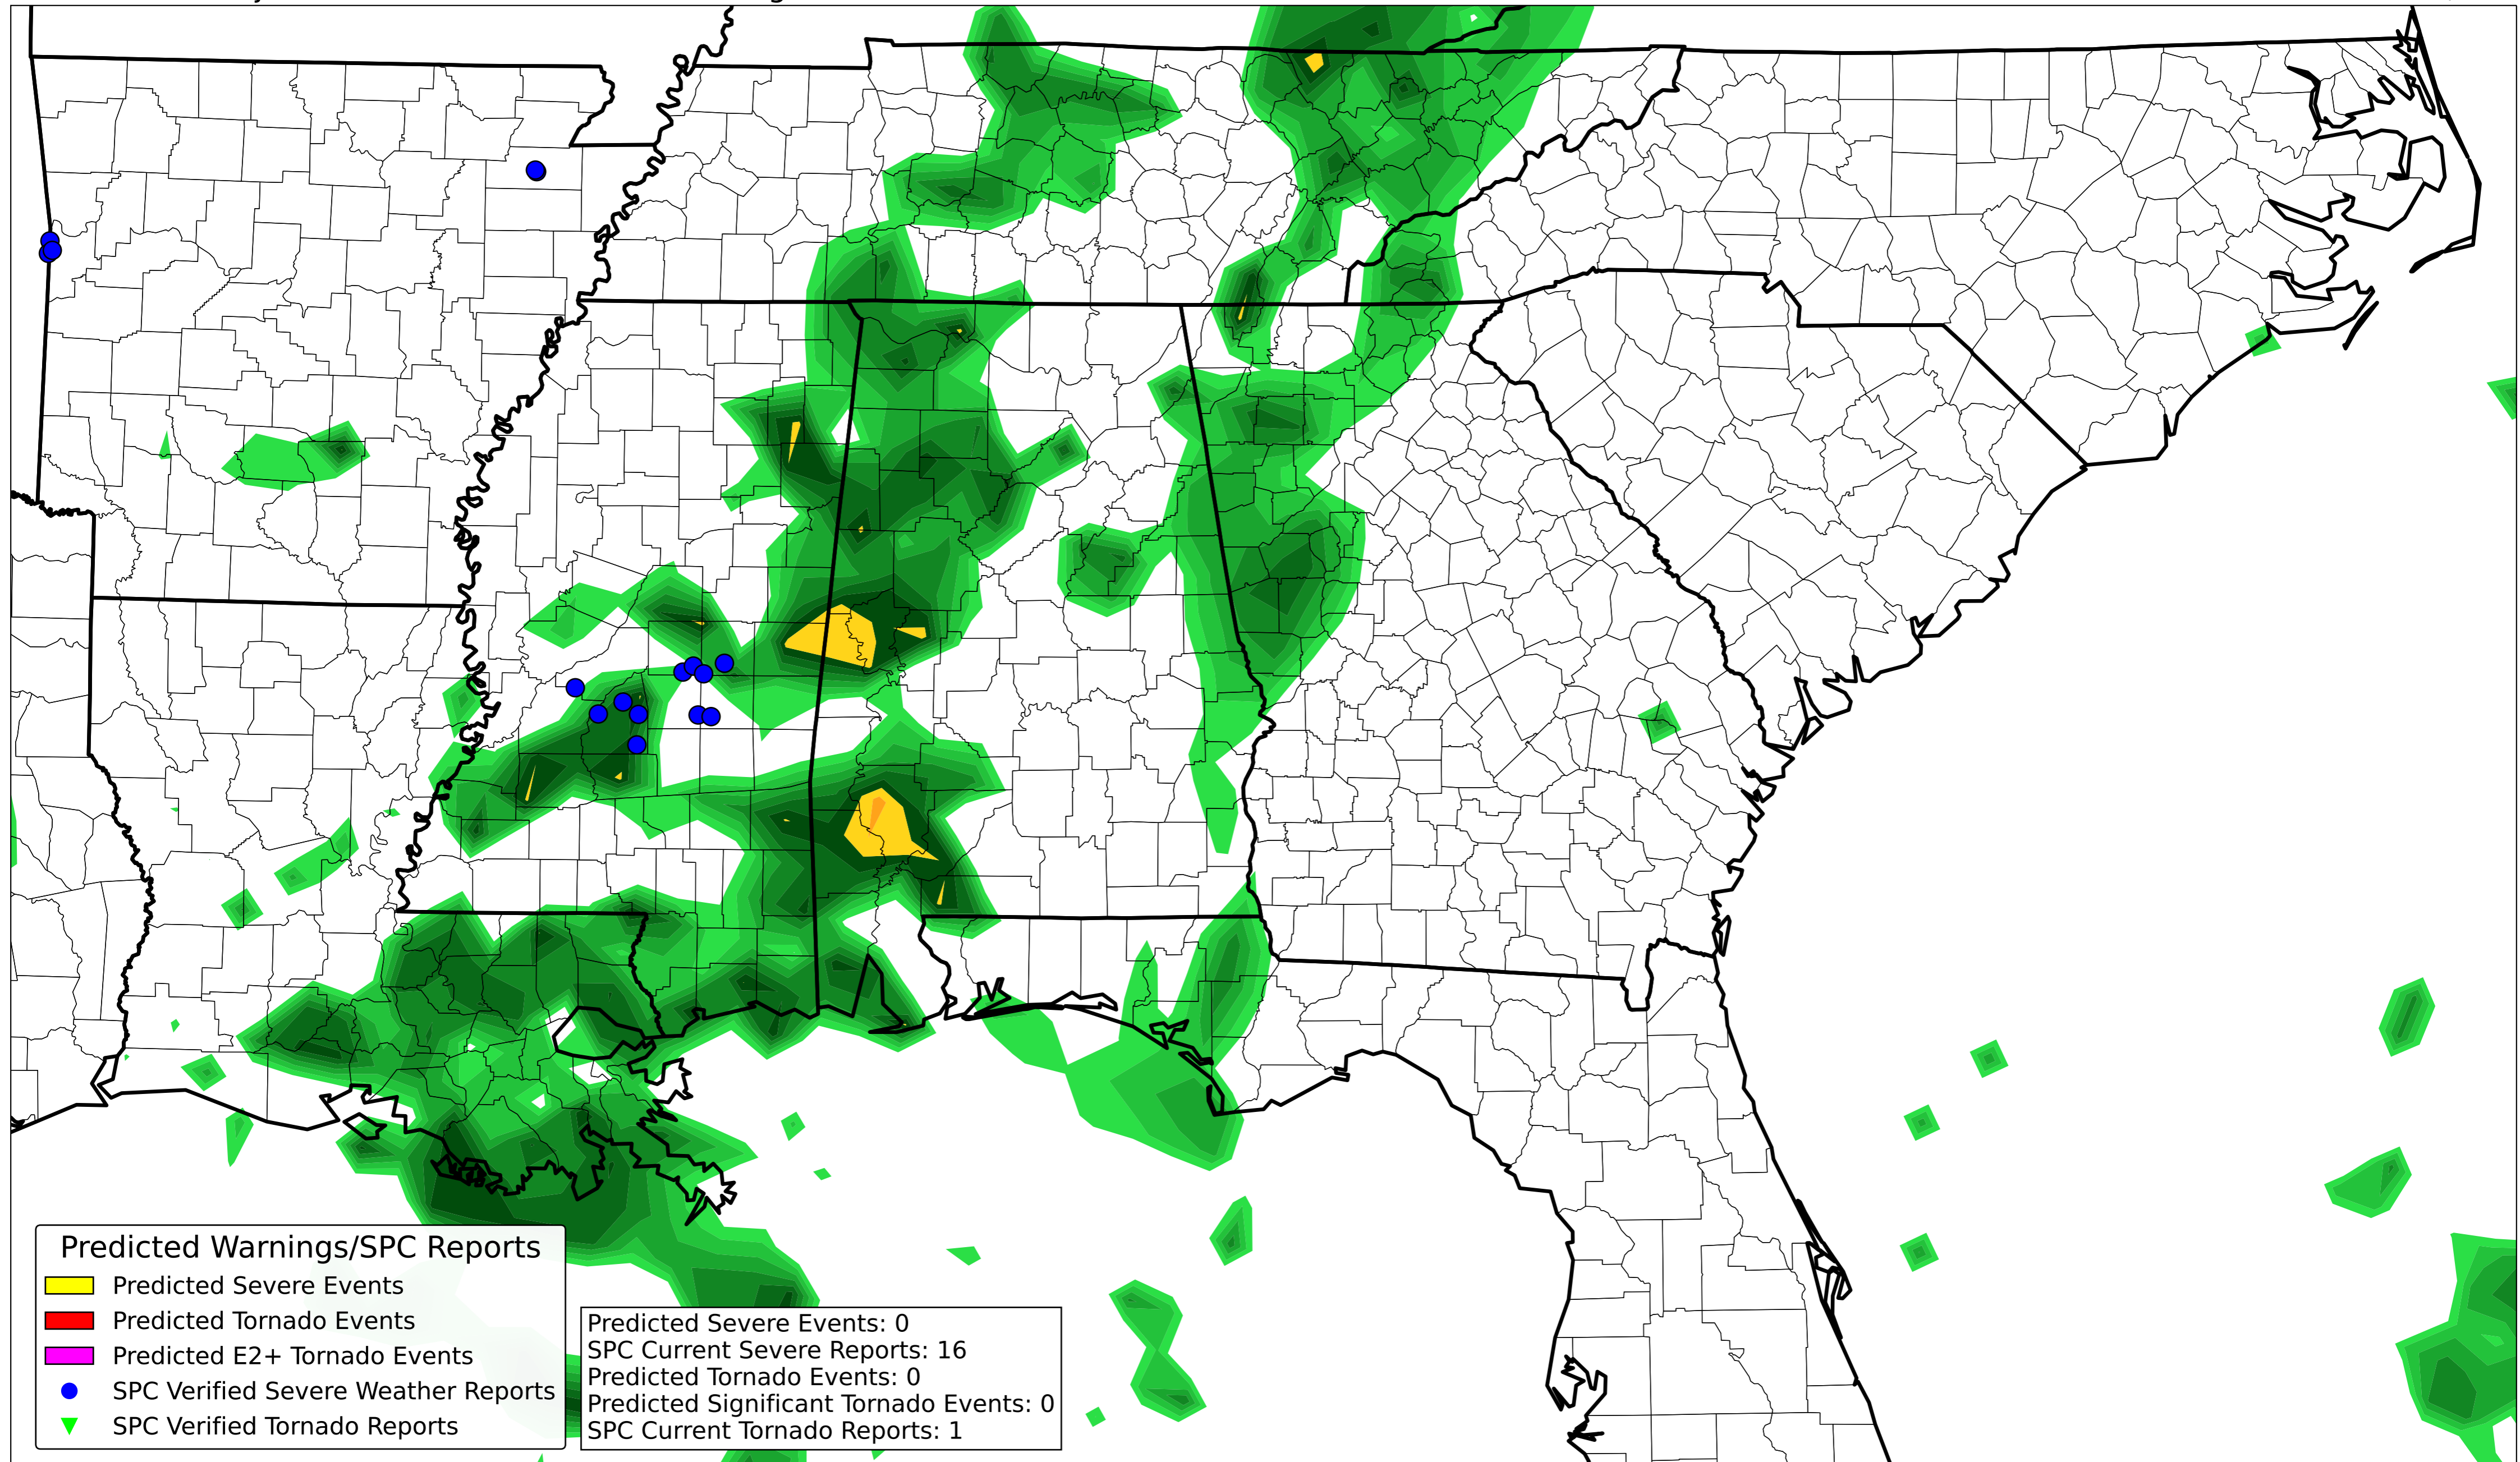 Predicted Warnings/SPC Reports
Predicted Severe Events
Predicted Tornado Events
Predicted E2+ Tornado Events
SPC Verified Severe Weather Reports
SPC Verified Tornado Reports
Predicted Severe Events: 0
SPC Current Severe Reports: 16
Predicted Tornado Events: 0
Predicted Significant Tornado Events: 0
SPC Current Tornado Reports: 1